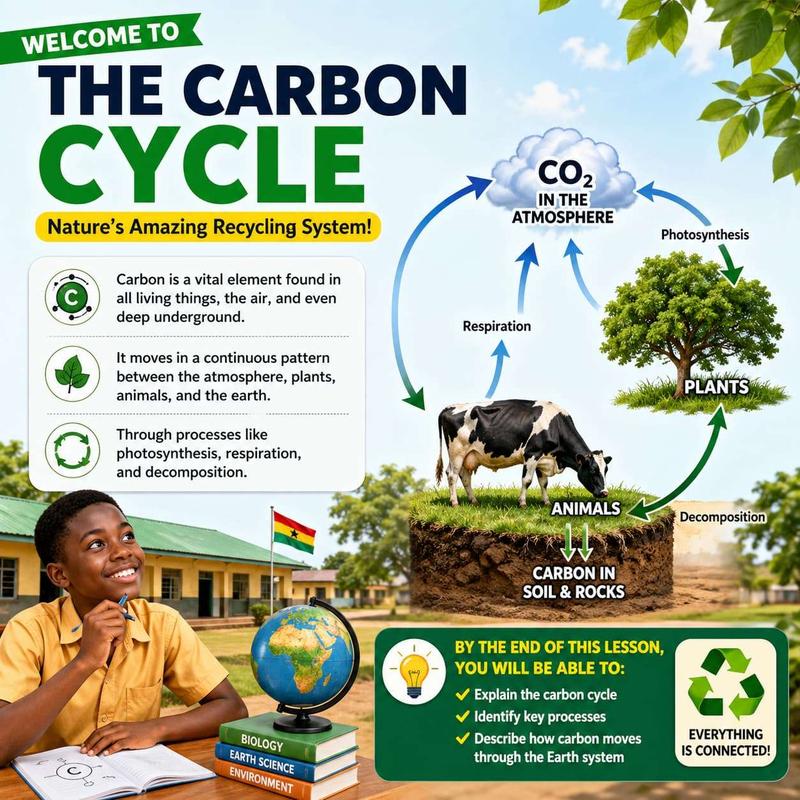 WELCOME TO
THE CARBON
CYCLE
Nature's Amazing Recycling System!
C
Carbon is a vital element found in
all living things, the air, and even
deep underground.
It moves in a continuous pattern
between the atmosphere, plants,
animals, and the earth.
Through processes like
photosynthesis, respiration,
and decomposition.
CO₂
IN THE
ATMOSPHERE
Photosynthesis
Respiration
PLANTS
ANIMALS
Decomposition
CARBON IN
SOIL & ROCKS
C
BIOLOGY
EARTH SCIENCE
ENVIRONMENT
BY THE END OF THIS LESSON,
YOU WILL BE ABLE TO:
Explain the carbon cycle
Identify key processes
Describe how carbon moves
through the Earth system
EVERYTHING
IS CONNECTED!